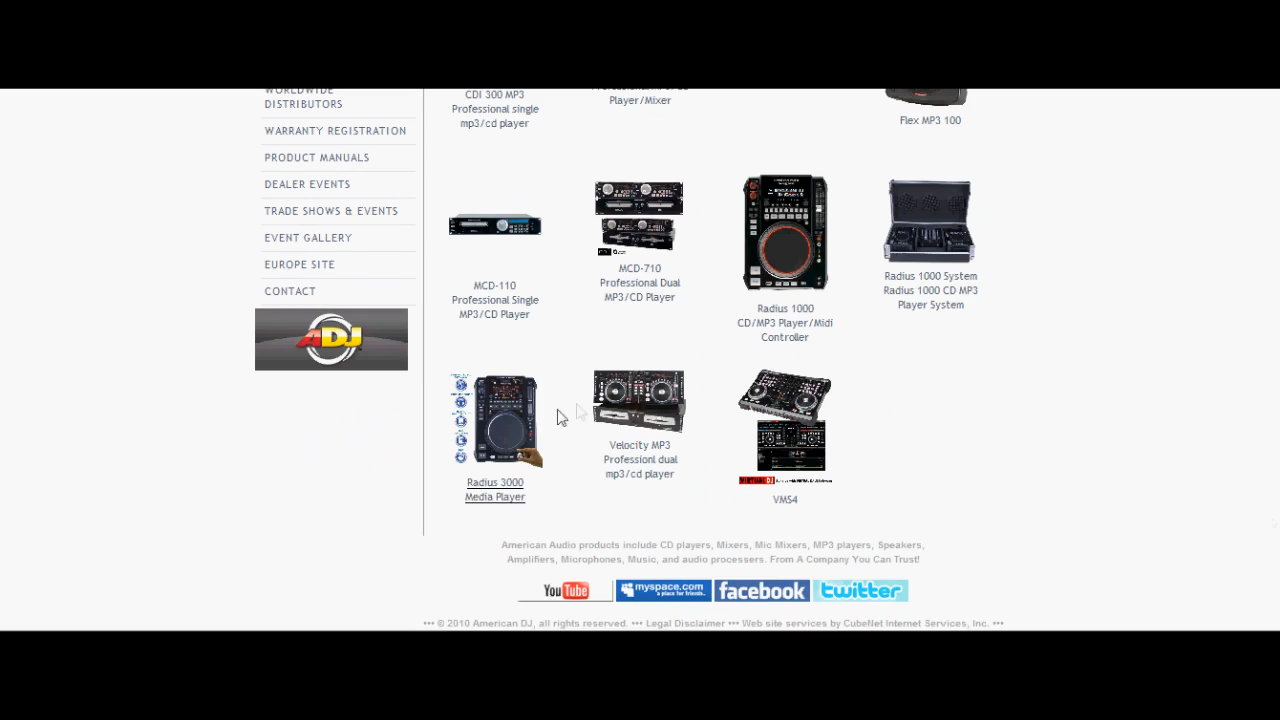 WORLDWIDE
DISTRIBUTORS
WARRANTY REGISTRATION
PRODUCT MANUALS
DEALER EVENTS
TRADE SHOWS & EVENTS
EVENT GALLERY
EUROPE SITE
CONTACT
ADJ
CDI 300 MP3
Professional single
mp3/cd player
Player/Mixer
Flex MP3 100
MCD-110
Professional Single
MP3/CD Player
MCD-710
Professional Dual
MP3/CD Player
Radius 1000
CD/MP3 Player/Midi
Controller
Radius 1000 System
Radius 1000 CD MP3
Player System
Radius 3000
Media Player
Velocity MP3
Professionl dual
mp3/cd player
VIRTUAL DJ
VMS4
American Audio products include CD players, Mixers, Mic Mixers, MP3 players, Speakers,
Amplifiers, Microphones, Music, and audio processers. From A Company You Can Trust!
YouTube
myspace.com
a place for friends
facebook
twitter
••• © 2010 American DJ, all rights reserved. ••• Legal Disclaimer ••• Web site services by CubeNet Internet Services, Inc. •••